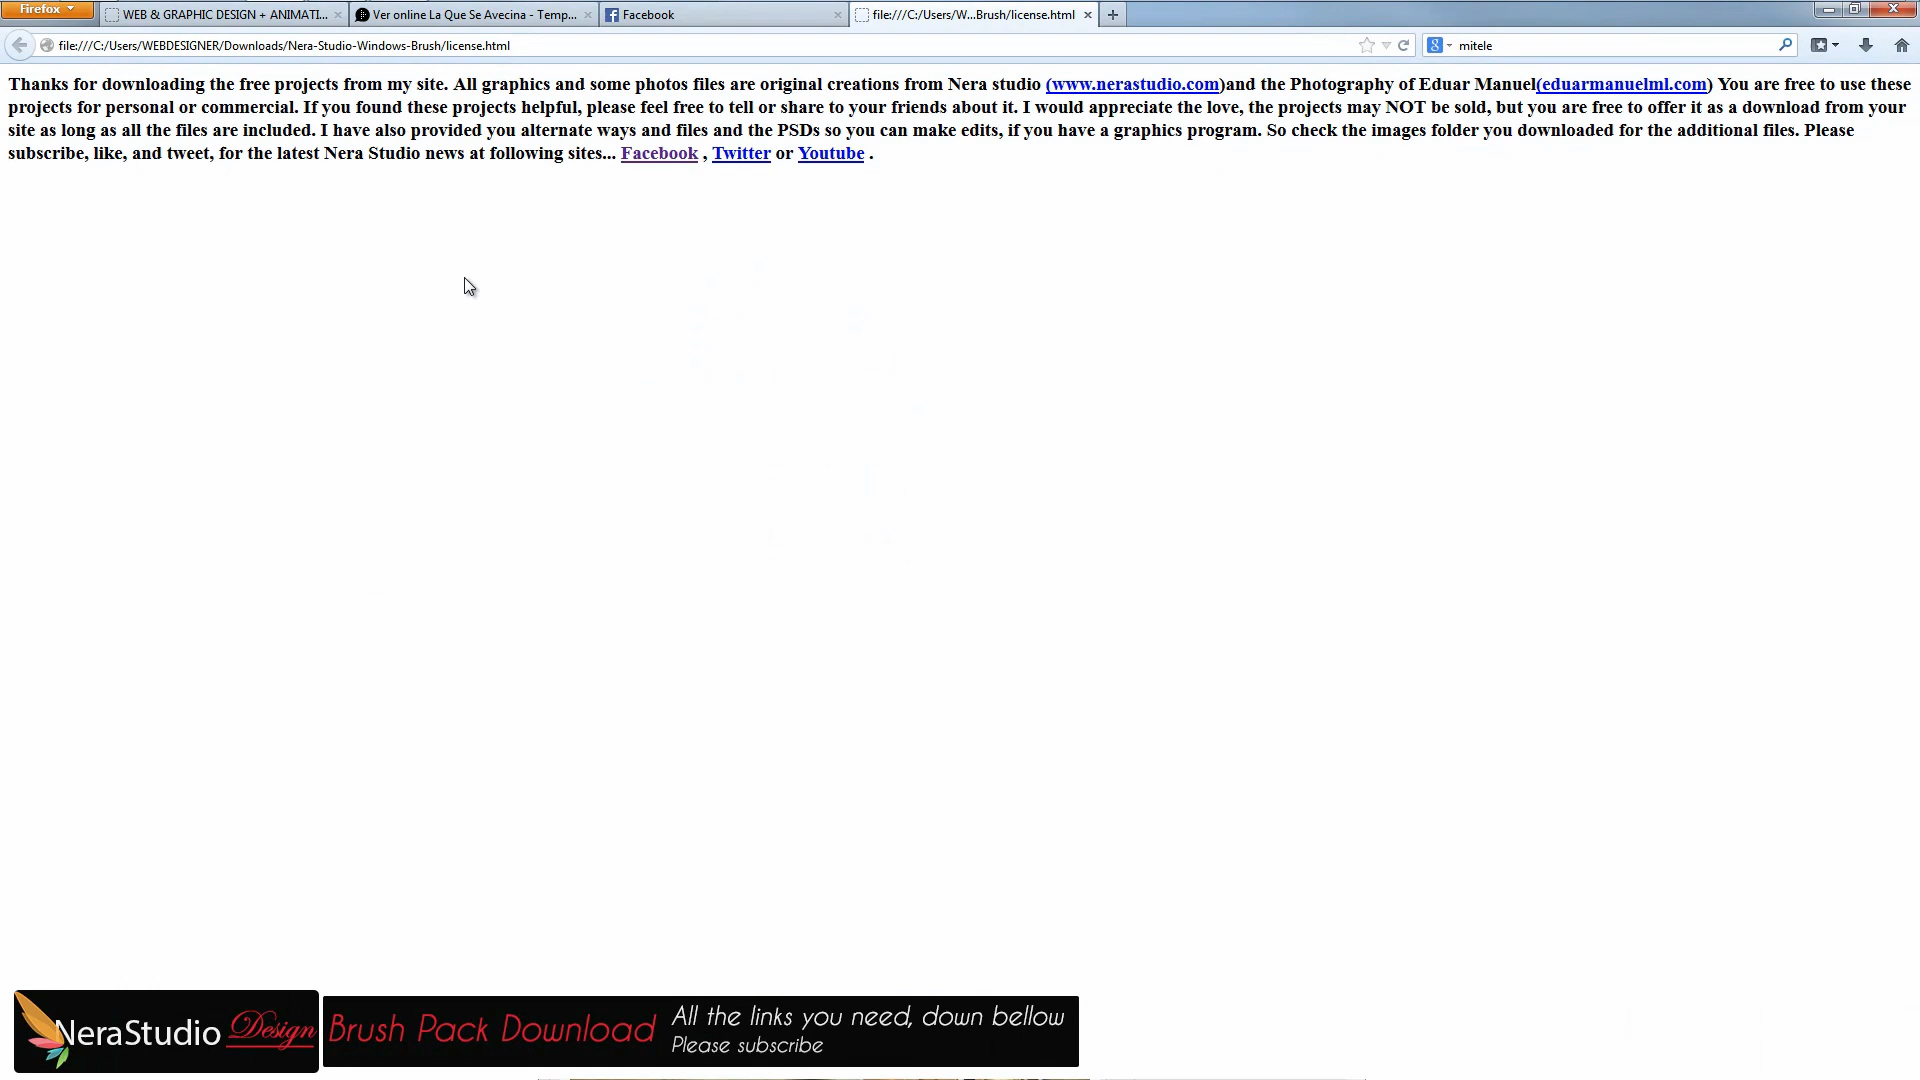 Firefox
WEB & GRAPHIC DESIGN + ANIMATI...
Ver online La Que Se Avecina - Temp...
Facebook
file:///C:/Users/W...Brush/license.html
file:///C:/Users/WEBDESIGNER/Downloads/Nera-Studio-Windows-Brush/license.html
mitele
Thanks for downloading the free projects from my site. All graphics and some photos files are original creations from Nera studio (www.nerastudio.com)and the Photography of Eduar Manuel(eduarmanuelml.com) You are free to use these
projects for personal or commercial. If you found these projects helpful, please feel free to tell or share to your friends about it. I would appreciate the love, the projects may NOT be sold, but you are free to offer it as a download from your
site as long as all the files are included. I have also provided you alternate ways and files and the PSDs so you can make edits, if you have a graphics program. So check the images folder you downloaded for the additional files. Please
subscribe, like, and tweet, for the latest Nera Studio news at following sites... Facebook , Twitter or Youtube .
NeraStudio Design
Brush Pack Download
All the links you need, down bellow
Please subscribe